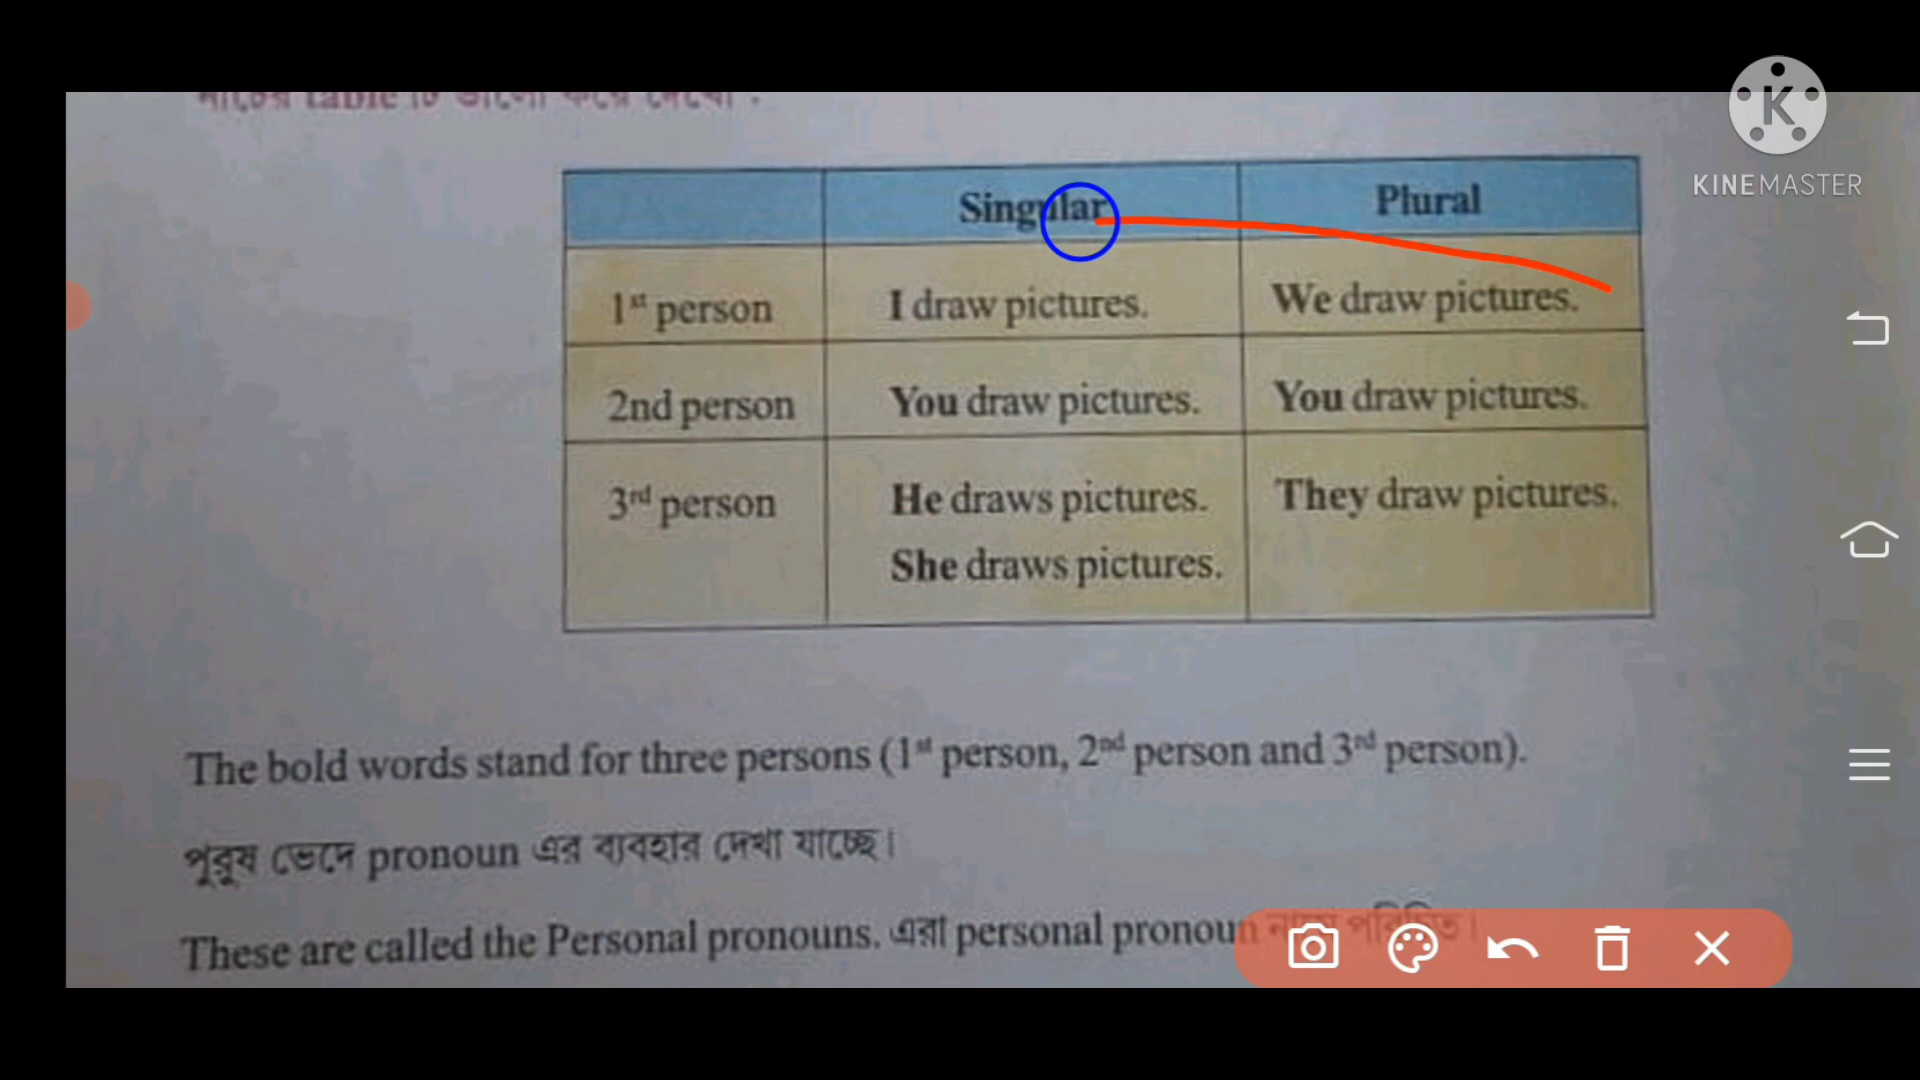 table
KINEMASTER
Singular Plural
1st person I draw pictures. We draw pictures.
2nd person You draw pictures. You draw pictures.
3rd person He draws pictures. They draw pictures.
She draws pictures.
The bold words stand for three persons (1st person, 2nd person and 3rd person).
পুরুষ ভেদে pronoun এর ব্যবহার দেখা যাচ্ছে।
These are called the Personal pronouns. এরা personal pronoun